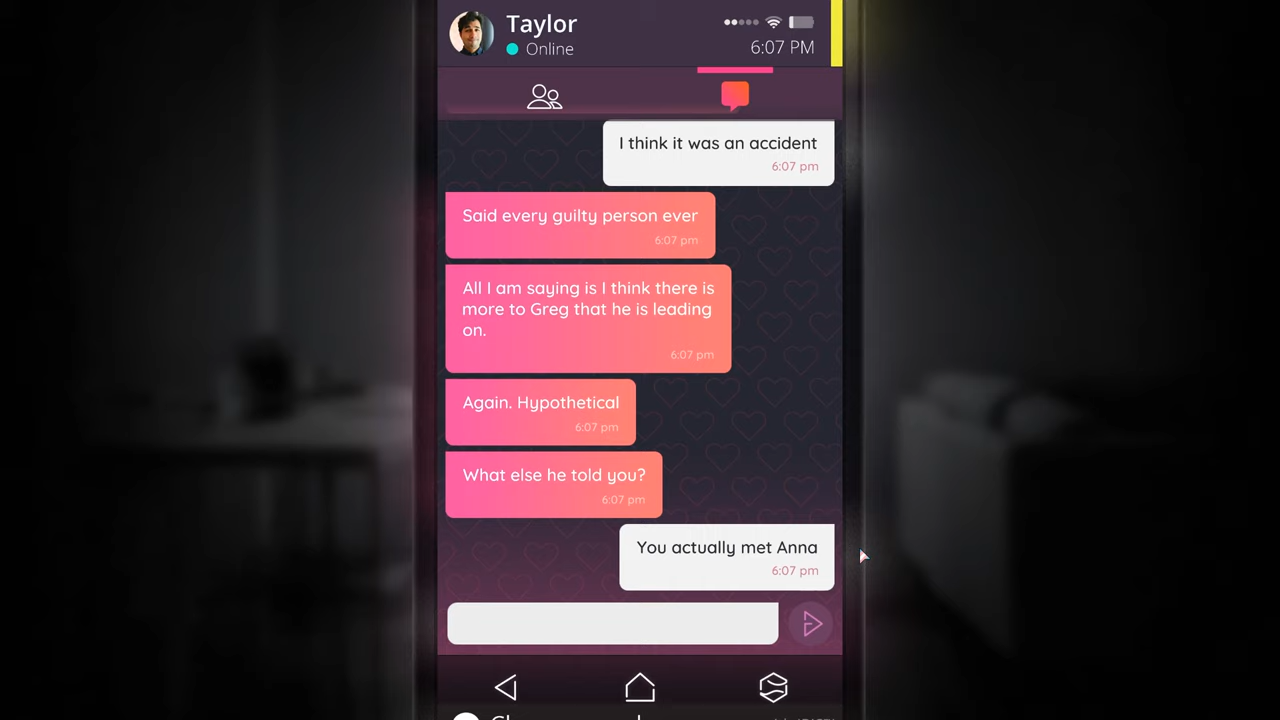 Taylor
Online
6:07 PM
I think it was an accident
6:07 pm
Said every guilty person ever
6:07 pm
All I am saying is I think there is
more to Greg that he is leading
on.
6:07 pm
Again. Hypothetical
6:07 pm
What else he told you?
6:07 pm
You actually met Anna
6:07 pm